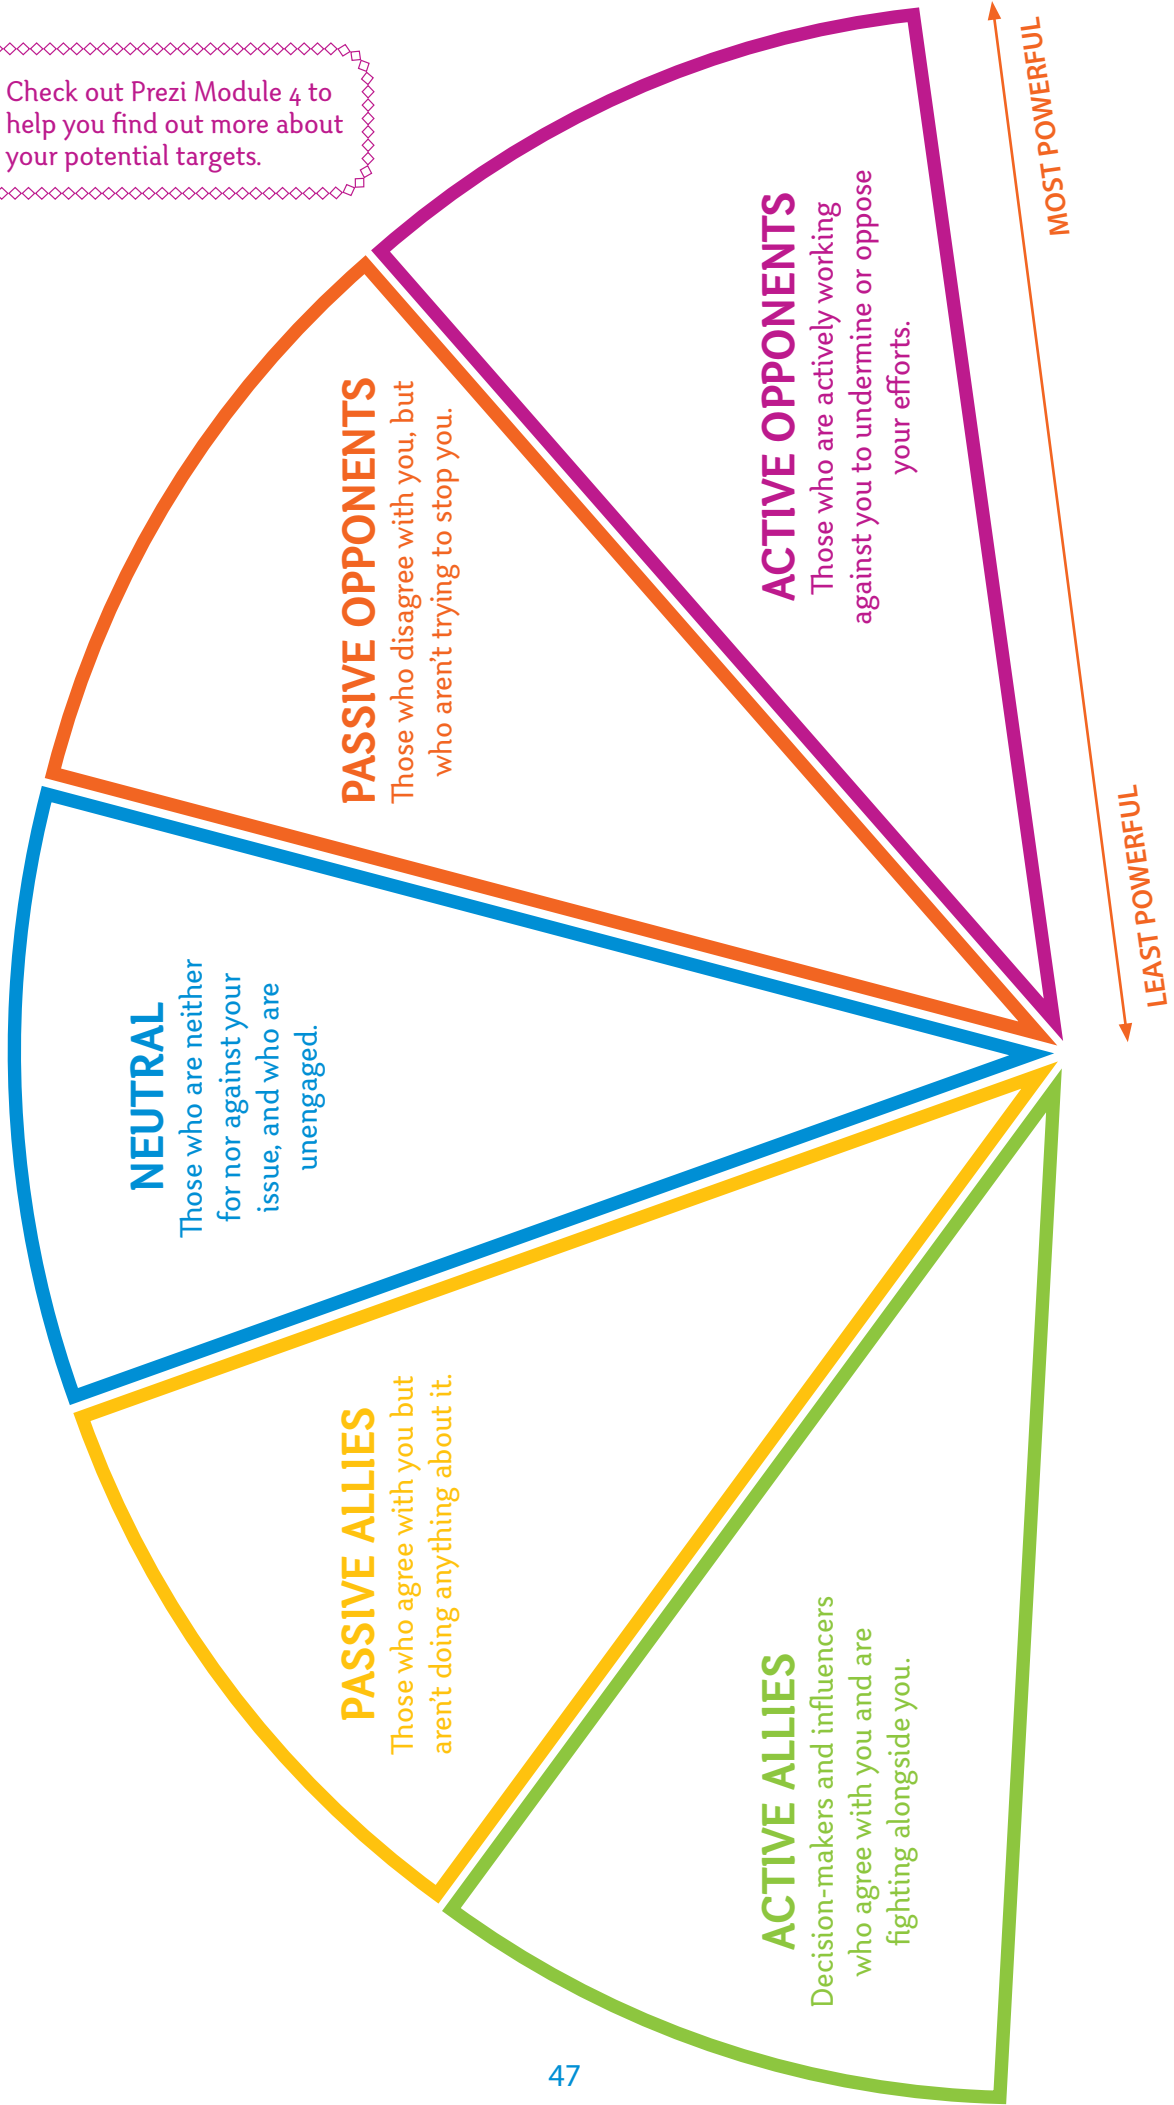 Check out Prezi Module 4 to
help you find out more about
your potential targets.
ACTIVE ALLIES
Decision-makers and influencers
who agree with you and are
fighting alongside you.
PASSIVE ALLIES
Those who agree with you but
aren't doing anything about it.
NEUTRAL
Those who are neither
for nor against your
issue, and who are
unengaged.
PASSIVE OPPONENTS
Those who disagree with you, but
who aren't trying to stop you.
ACTIVE OPPONENTS
Those who are actively working
against you to undermine or oppose
your efforts.
LEAST POWERFUL
MOST POWERFUL
47